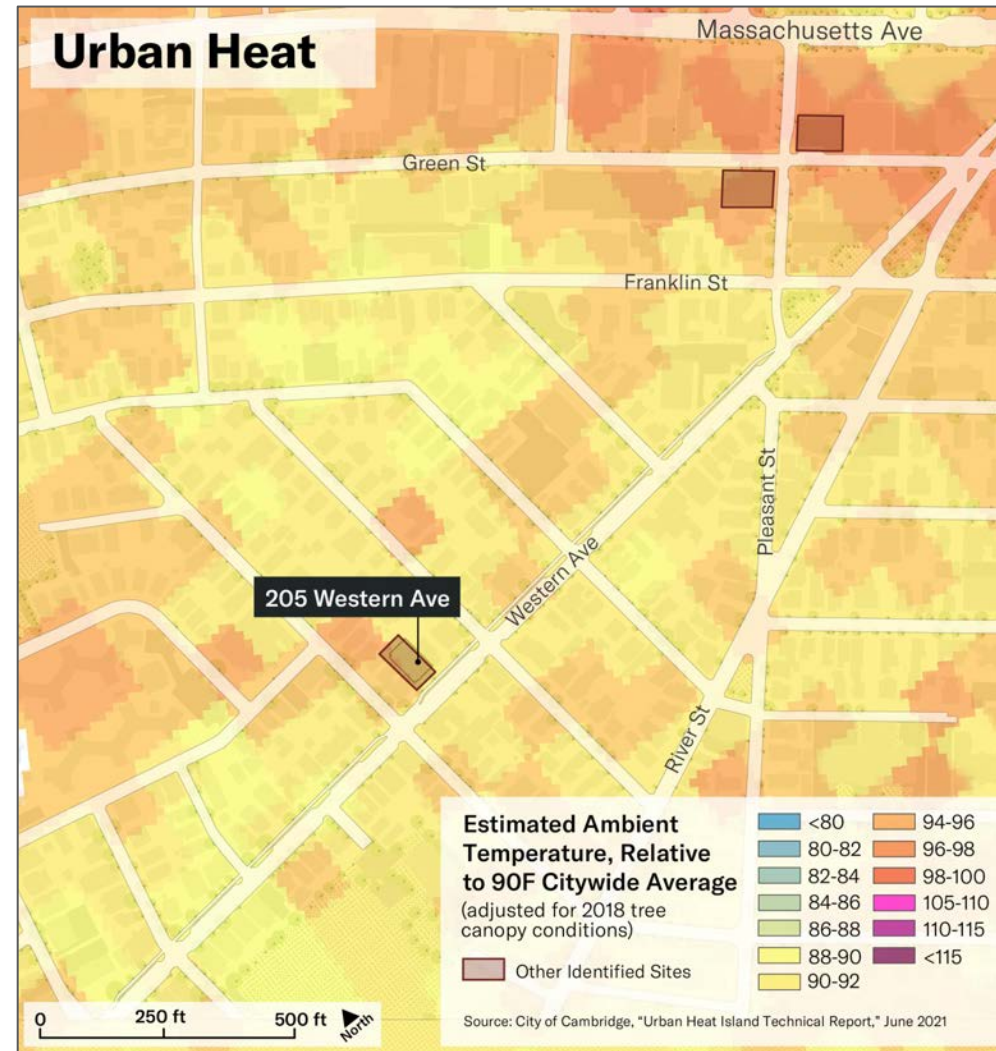 Urban Heat
Massachusetts Ave
Green St
Franklin St
Pleasant St
Western Ave
205 Western Ave
River St
Estimated Ambient
Temperature, Relative
to 90F Citywide Average
(adjusted for 2018 tree
canopy conditions)
Other Identified Sites
<80
80-82
82-84
84-86
86-88
88-90
90-92
94-96
96-98
98-100
105-110
110-115
<115
0 250 ft 500 ft North
Source: City of Cambridge, "Urban Heat Island Technical Report," June 2021